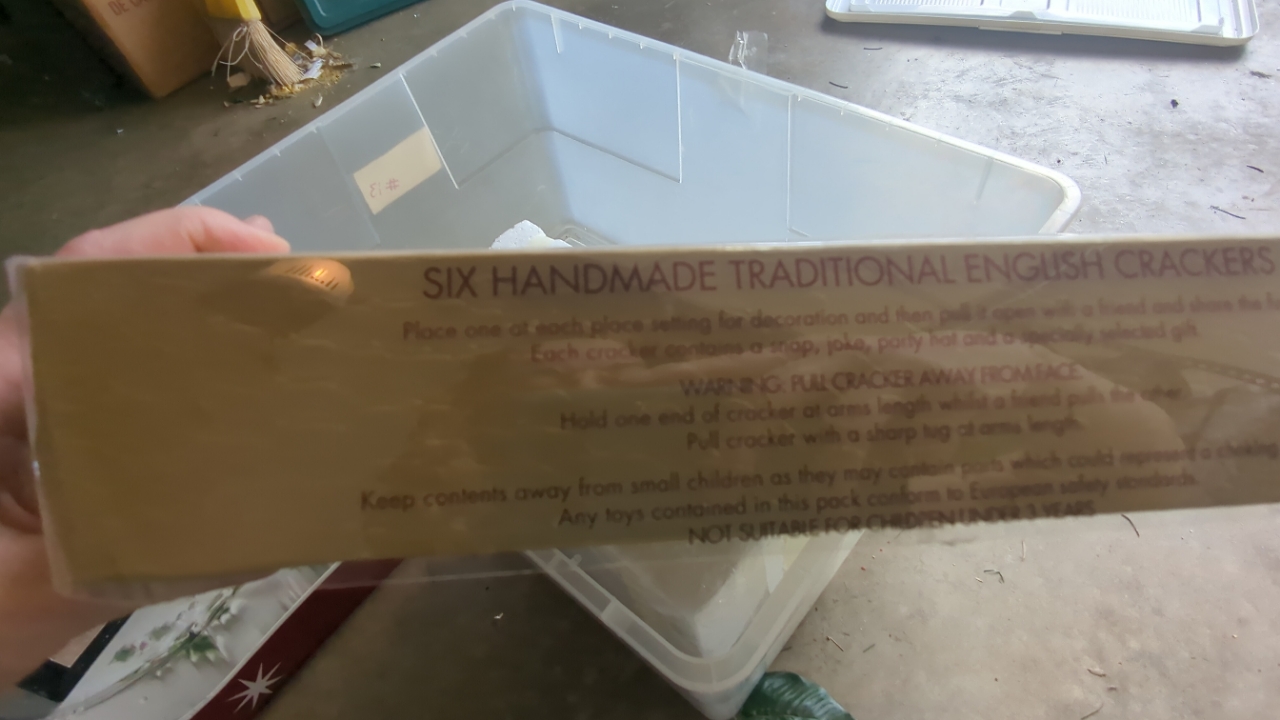 DE
#13
SIX HANDMADE TRADITIONAL ENGLISH CRACKERS
Place one at each place setting for decoration and then pull it open with a friend and share the
Each cracker contains a snap, joke, party hat and a specially selected gift.
WARNING: PULL CRACKER AWAY FROM FACE
Hold one end of cracker at arms length whilst a friend pulls the other.
Pull cracker with a sharp tug at arms length.
Keep contents away from small children as they may contain parts which could represent a choking
Any toys contained in this pack conform to European safety standards.
NOT SUITABLE FOR CHILDREN UNDER 3 YEARS